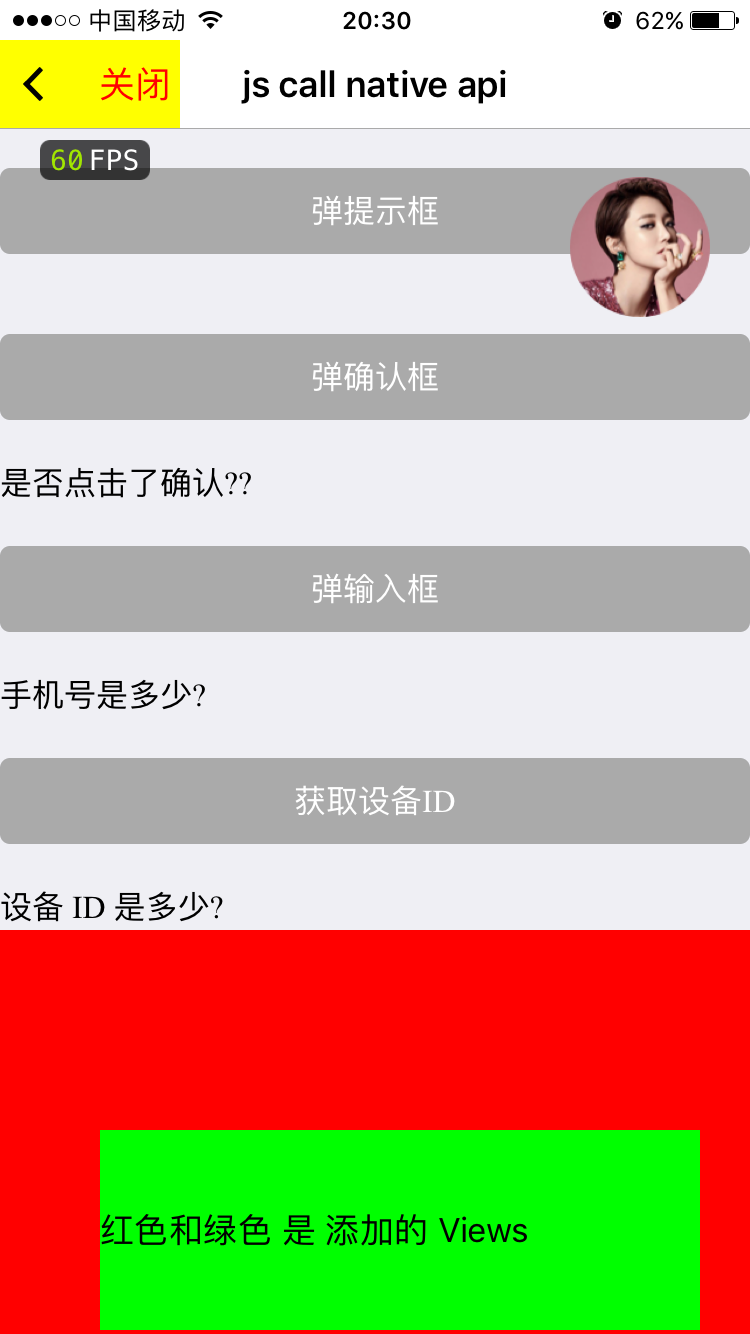 中国移动 20:30 62%
关闭 js call native api
60 FPS
弹提示框
弹确认框
是否点击了确认??
弹输入框
手机号是多少?
获取设备ID
设备 ID 是多少?
红色和绿色 是 添加的 Views